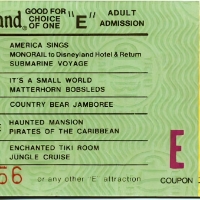 land GOOD FOR CHOICE OF ONE "E" ADULT ADMISSION
AMERICA SINGS
MONORAIL to Disneyland Hotel & Return
SUBMARINE VOYAGE
IT'S A SMALL WORLD
MATTERHORN BOBSLEDS
COUNTRY BEAR JAMBOREE
HAUNTED MANSION
PIRATES OF THE CARIBBEAN
ENCHANTED TIKI ROOM
JUNGLE CRUISE
E
56 or any other "E" attraction COUPON